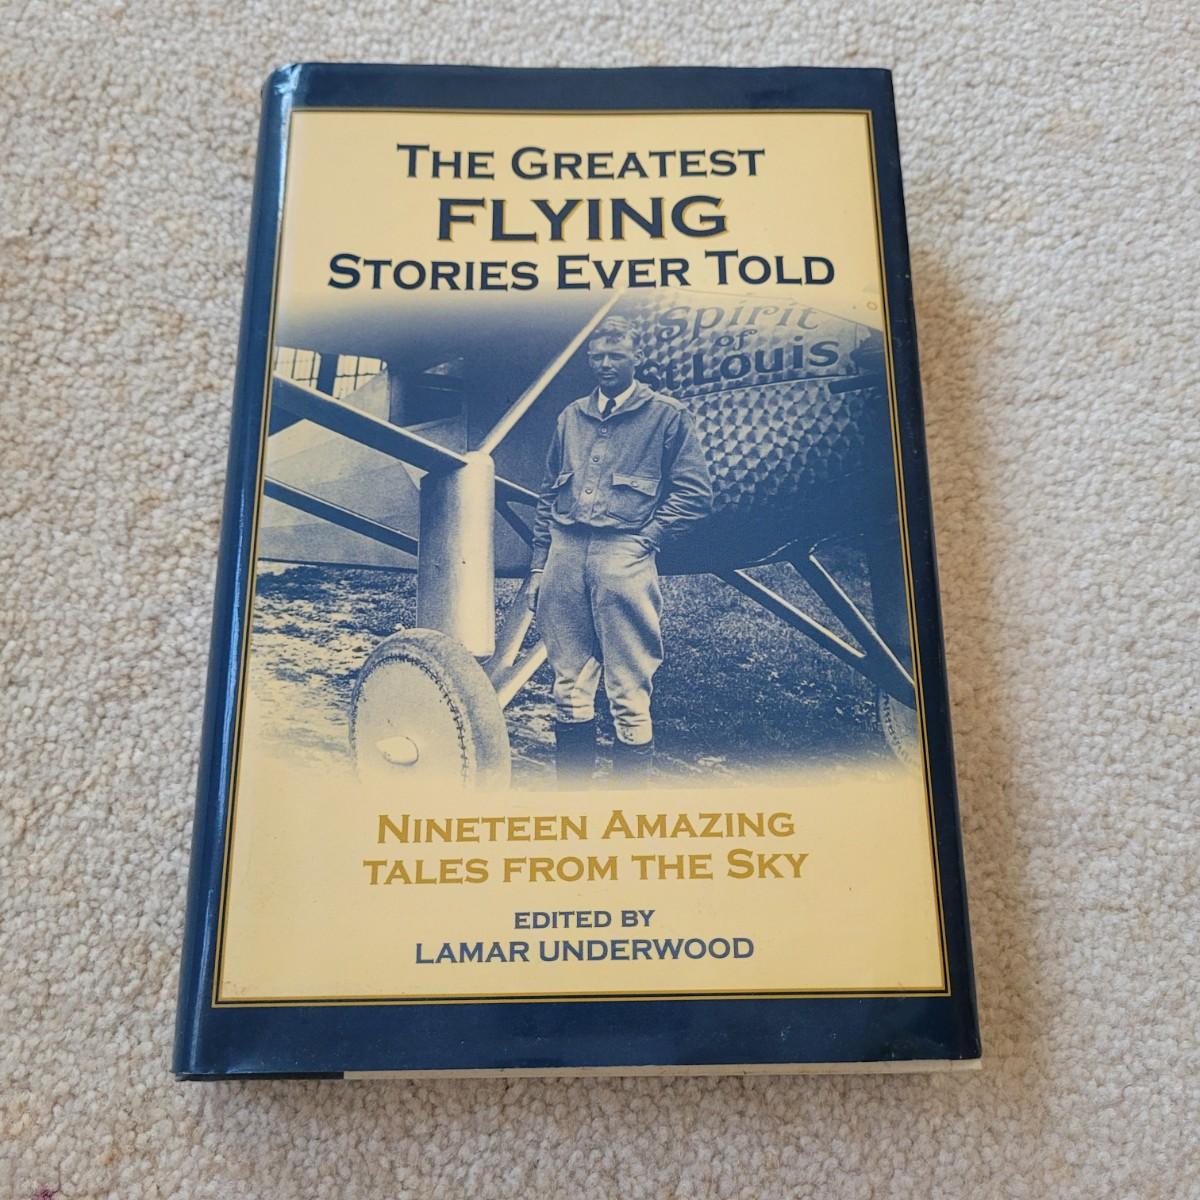 The Greatest
FLYING
Stories Ever Told
Spirit
of
St. Louis
Nineteen Amazing
tales from the Sky
EDITED BY
LAMAR UNDERWOOD